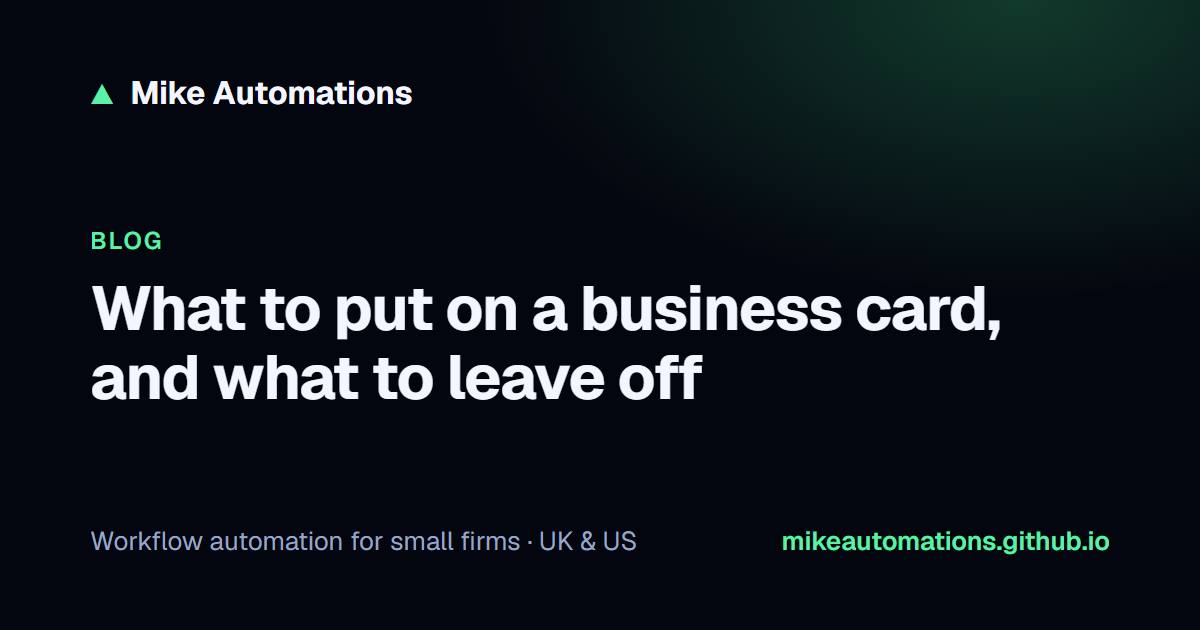 Mike Automations
BLOG
What to put on a business card,
and what to leave off
Workflow automation for small firms · UK & US
mikeautomations.github.io